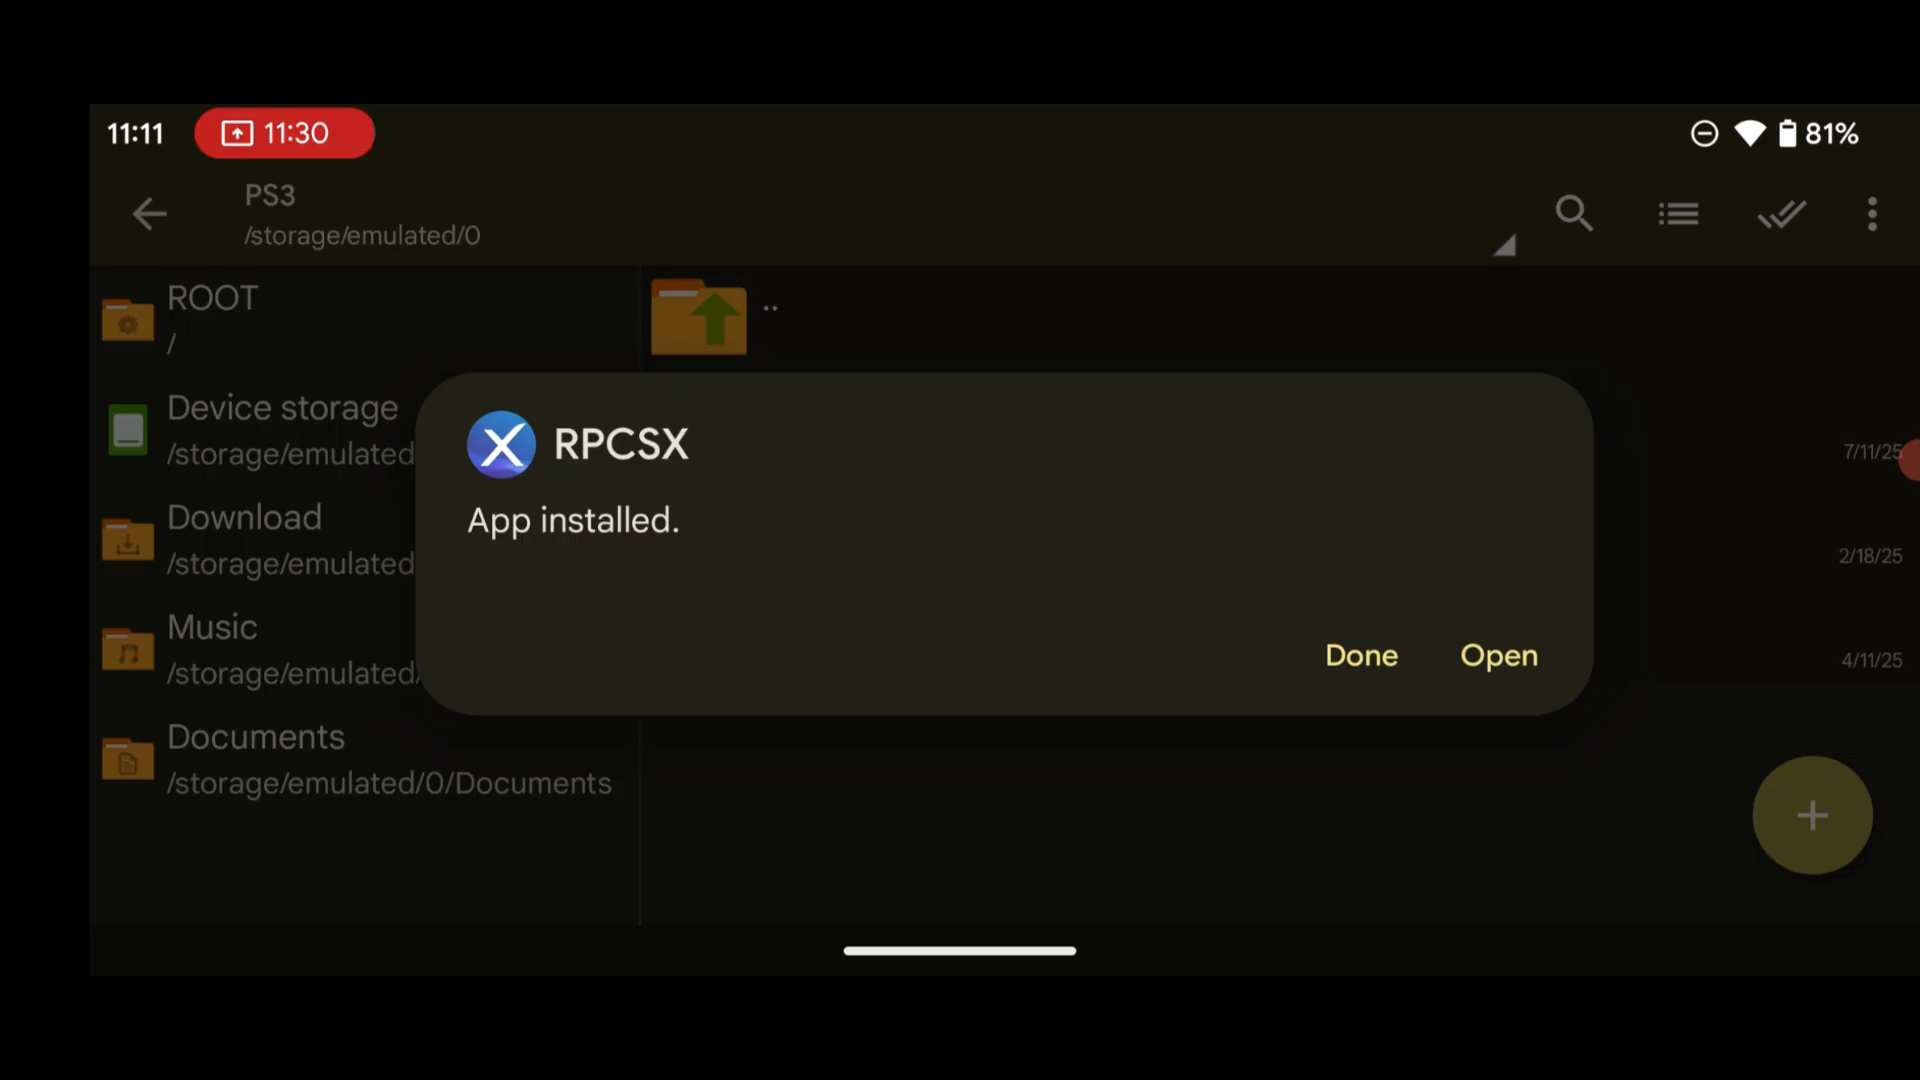 11:11
11:30
81%
PS3
/storage/emulated/0
ROOT
/
..
Device storage
/storage/emulated
Download
/storage/emulated
Music
/storage/emulated/
Documents
/storage/emulated/0/Documents
RPCSX
App installed.
Done
Open
7/11/25
2/18/25
4/11/25